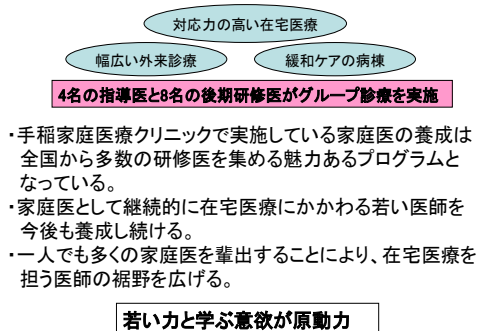 対応力の高い在宅医療
幅広い外来診療
緩和ケアの病棟
4名の指導医と8名の後期研修医がグループ診療を実施
・手稲家庭医療クリニックで実施している家庭医の養成は
全国から多数の研修医を集める魅力あるプログラムと
なっている。
・家庭医として継続的に在宅医療にかかわる若い医師を
今後も養成し続ける。
・一人でも多くの家庭医を輩出することにより、在宅医療を
担う医師の裾野を広げる。
若い力と学ぶ意欲が原動力